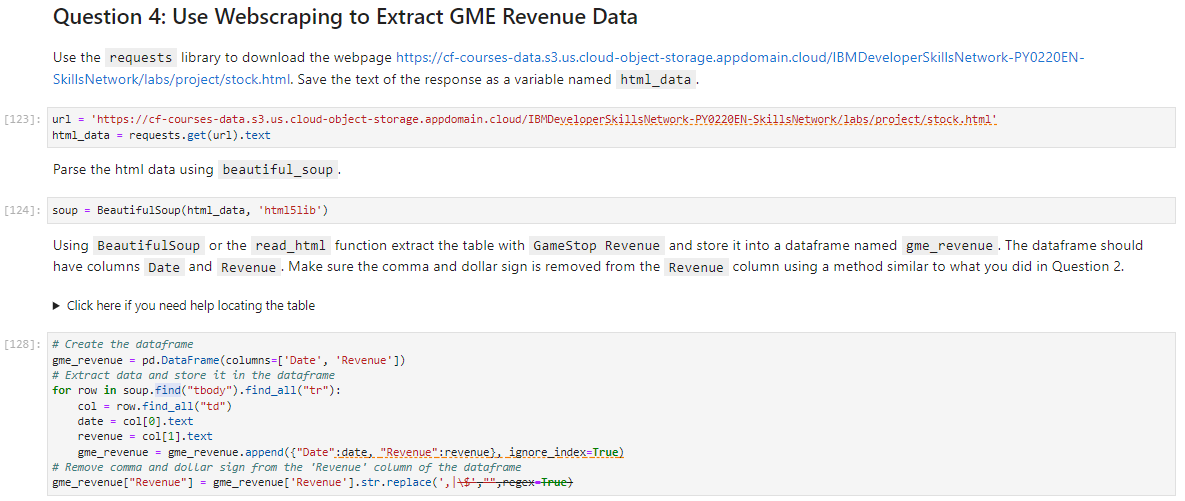 Question 4: Use Webscraping to Extract GME Revenue Data
Use the requests library to download the webpage https://cf-courses-data.s3.us.cloud-object-storage.appdomain.cloud/IBMDeveloperSkillsNetwork-PY0220EN-
SkillsNetwork/labs/project/stock.html. Save the text of the response as a variable named html_data.
[123]: url = 'https://cf-courses-data.s3.us.cloud-object-storage.appdomain.cloud/IBMDeveloperSkillsNetwork-PY0220EN-SkillsNetwork/labs/project/stock.html'
html_data = requests.get(url).text
Parse the html data using beautiful_soup.
[124]: soup = BeautifulSoup(html_data, 'html5lib')
Using BeautifulSoup or the read_html function extract the table with GameStop Revenue and store it into a dataframe named gme_revenue. The dataframe should
have columns Date and Revenue. Make sure the comma and dollar sign is removed from the Revenue column using a method similar to what you did in Question 2.
▶ Click here if you need help locating the table
[128]: # Create the dataframe
gme_revenue = pd.DataFrame(columns=['Date', 'Revenue'])
# Extract data and store it in the dataframe
for row in soup.find("tbody").find_all("tr"):
    col = row.find_all("td")
    date = col[0].text
    revenue = col[1].text
    gme_revenue = gme_revenue.append({"Date":date, "Revenue":revenue}, ignore_index=True)
# Remove comma and dollar sign from the 'Revenue' column of the dataframe
gme_revenue["Revenue"] = gme_revenue['Revenue'].str.replace(',|\$',"",regex=True)